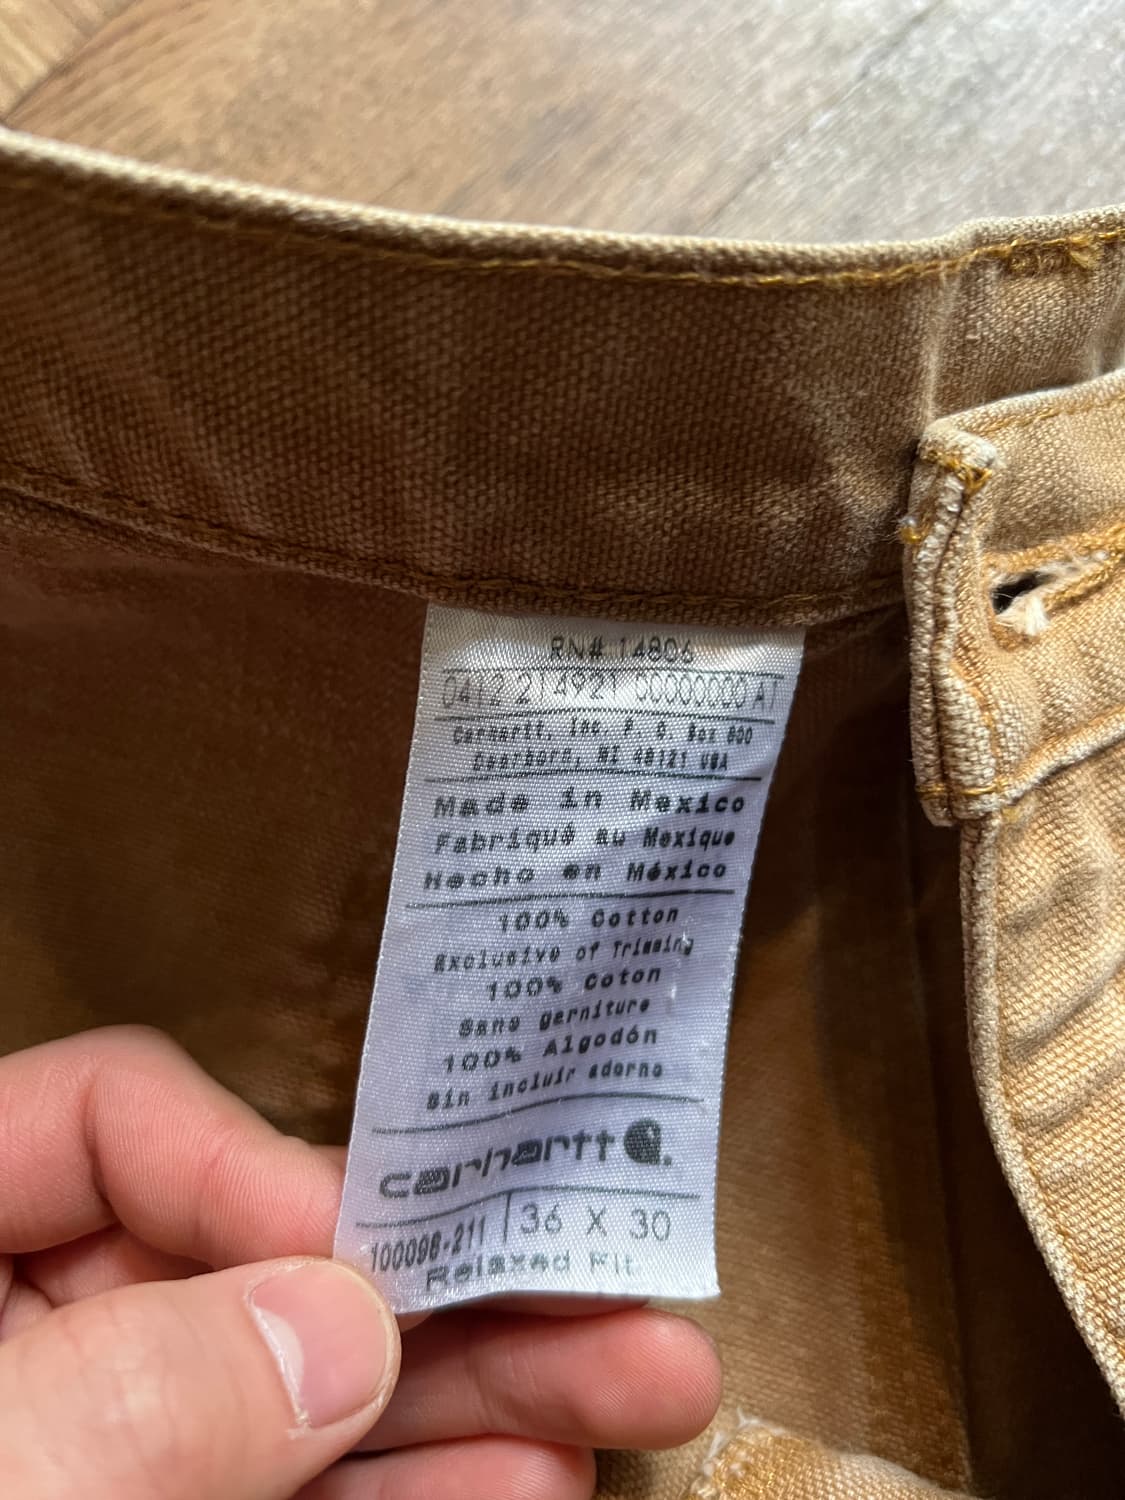 RN# 14806
0412 214921 00000000 A1
Carhartt, Inc. P. O. Box 600
Dearborn, MI 48121 USA
Made in Mexico
Fabriqué au Mexique
Hecho en México
100% Cotton
Exclusive of Trimming
100% Coton
Sans garniture
100% Algodón
Sin incluir adorno
carhartt
100096-211 36 X 30
Relaxed Fit